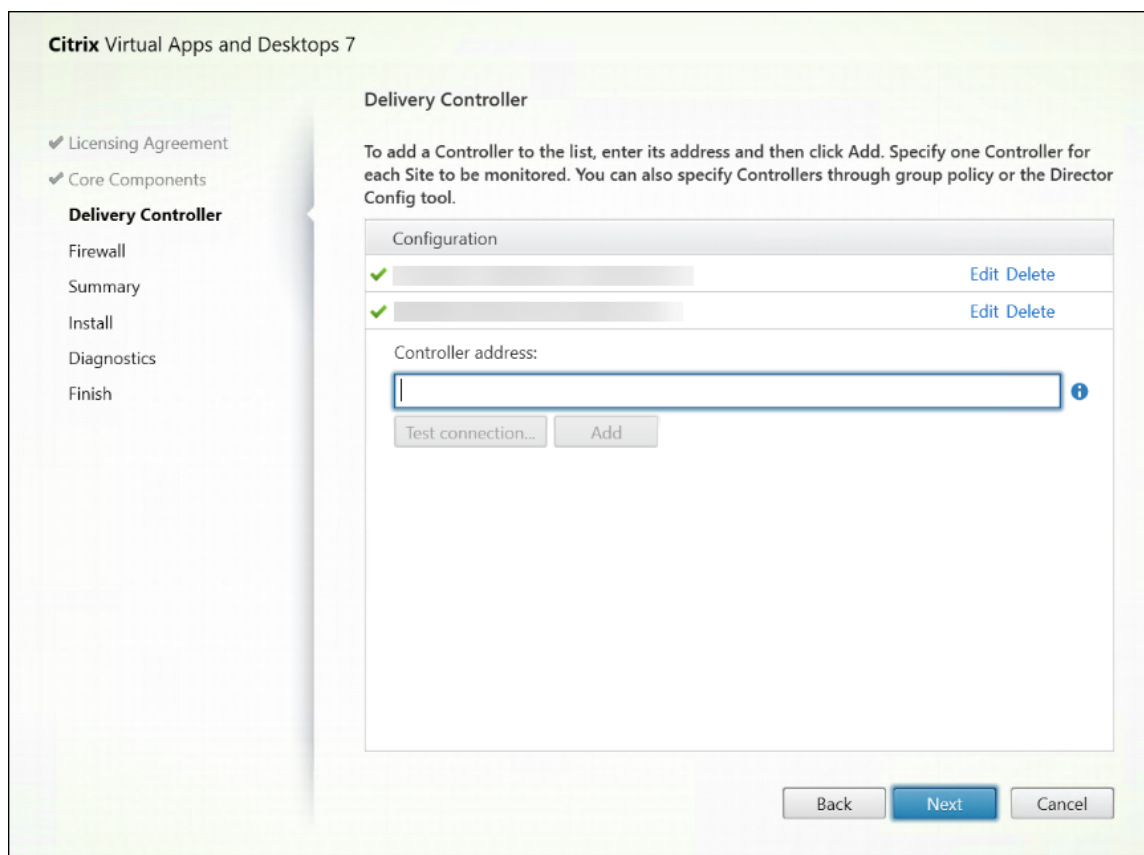 Citrix Virtual Apps and Desktops 7
✔ Licensing Agreement
✔ Core Components
Delivery Controller
Firewall
Summary
Install
Diagnostics
Finish
Delivery Controller
To add a Controller to the list, enter its address and then click Add. Specify one Controller for
each Site to be monitored. You can also specify Controllers through group policy or the Director
Config tool.
Configuration
Edit Delete
Edit Delete
Controller address:
Test connection...
Add
Back
Next
Cancel